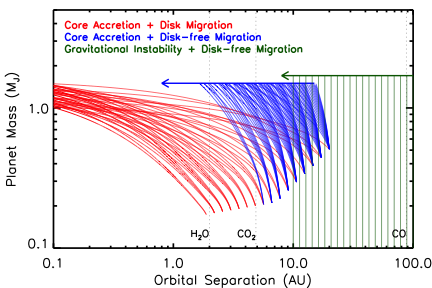 Core Accretion + Disk Migration
Core Accretion + Disk-free Migration
Gravitational Instability + Disk-free Migration
Planet Mass (MJ)
1.0
0.1
H2O
CO2
CO
0.1
1.0
10.0
100.0
Orbital Separation (AU)